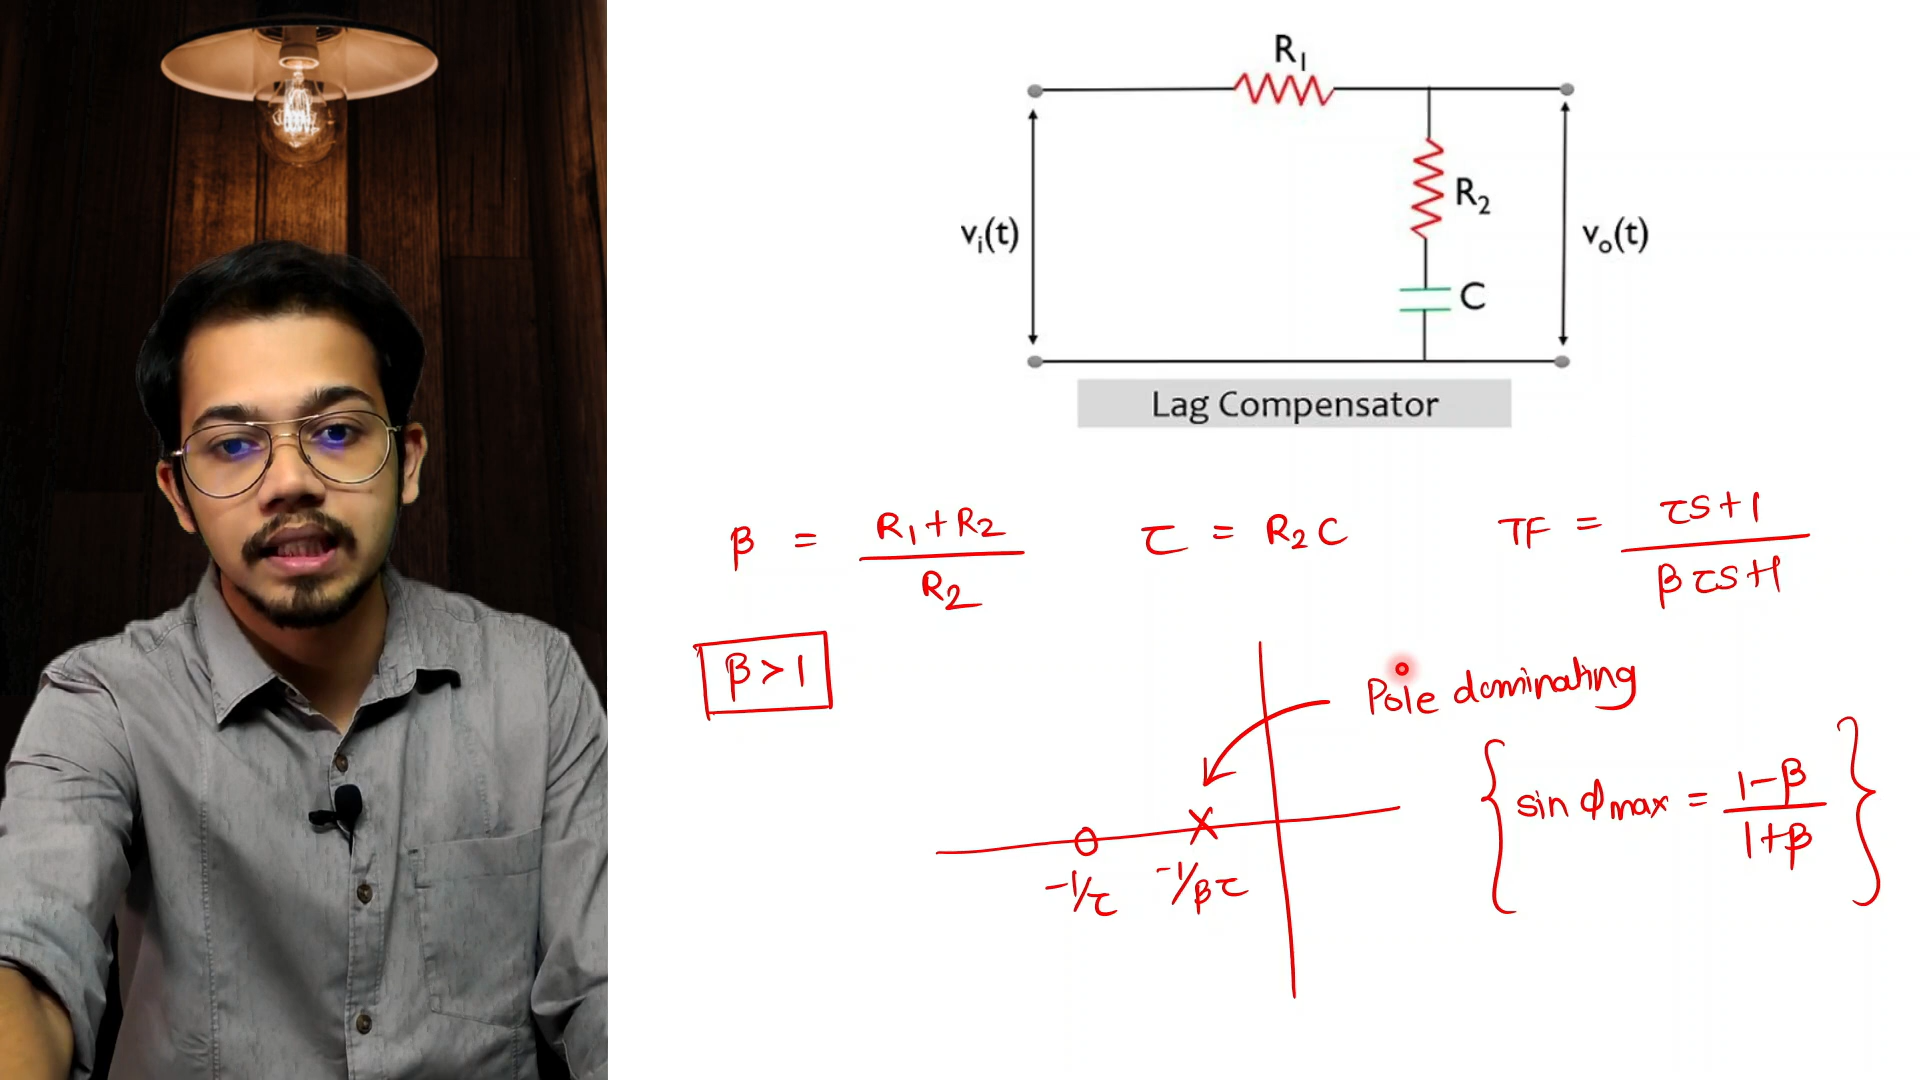 R₁
R₂
vᵢ(t)
vₒ(t)
C
Lag Compensator
β = (R₁+R₂)/R₂
τ = R₂C
TF = (τs+1)/(βτs+1)
β>1
Pole dominating
sin φmax = (1-β)/(1+β)
-1/τ
-1/βτ